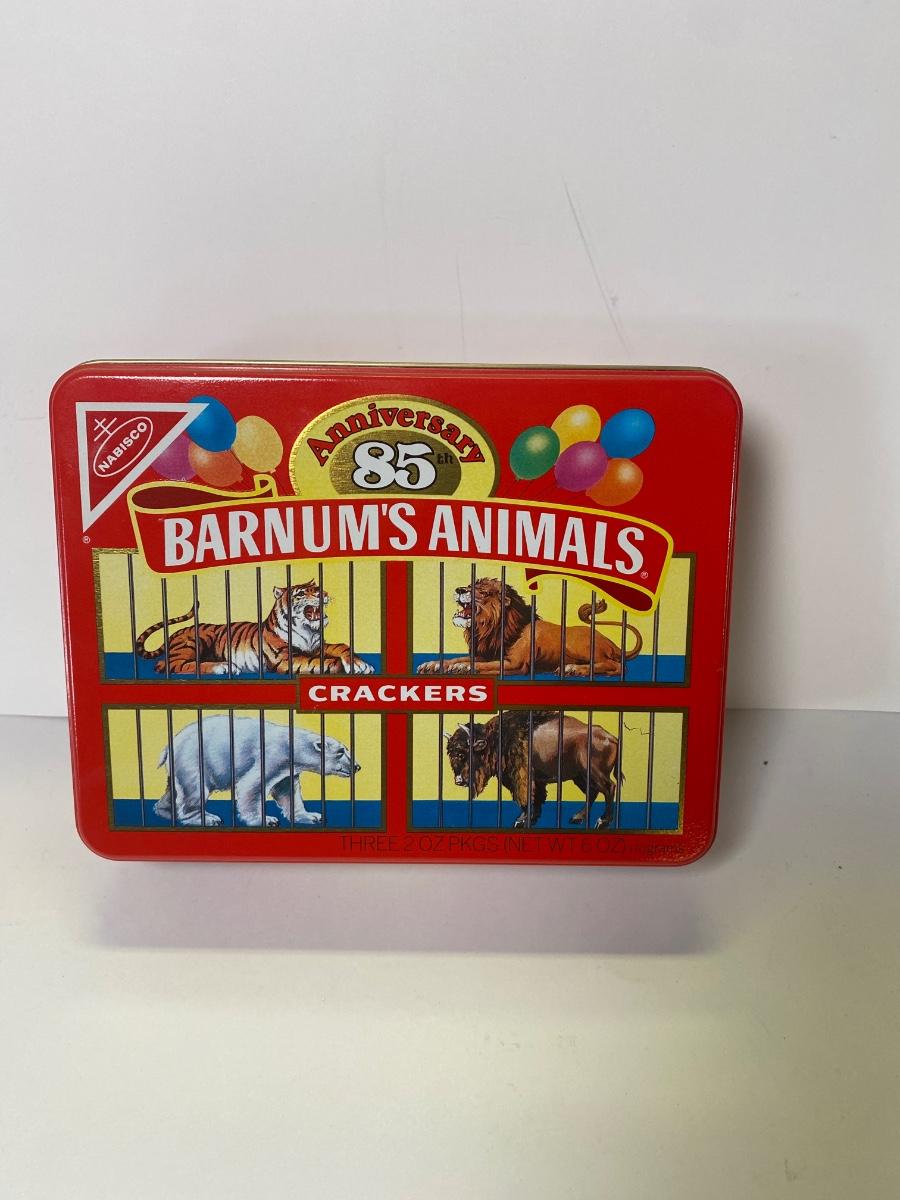 NABISCO
®
Anniversary
85th
BARNUM'S ANIMALS®
CRACKERS
THREE 2 OZ PKGS (NET WT 6 OZ)